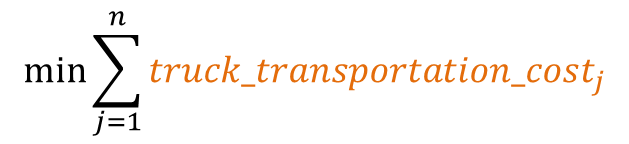 n
min ∑ truck_transportation_cost_j
j=1